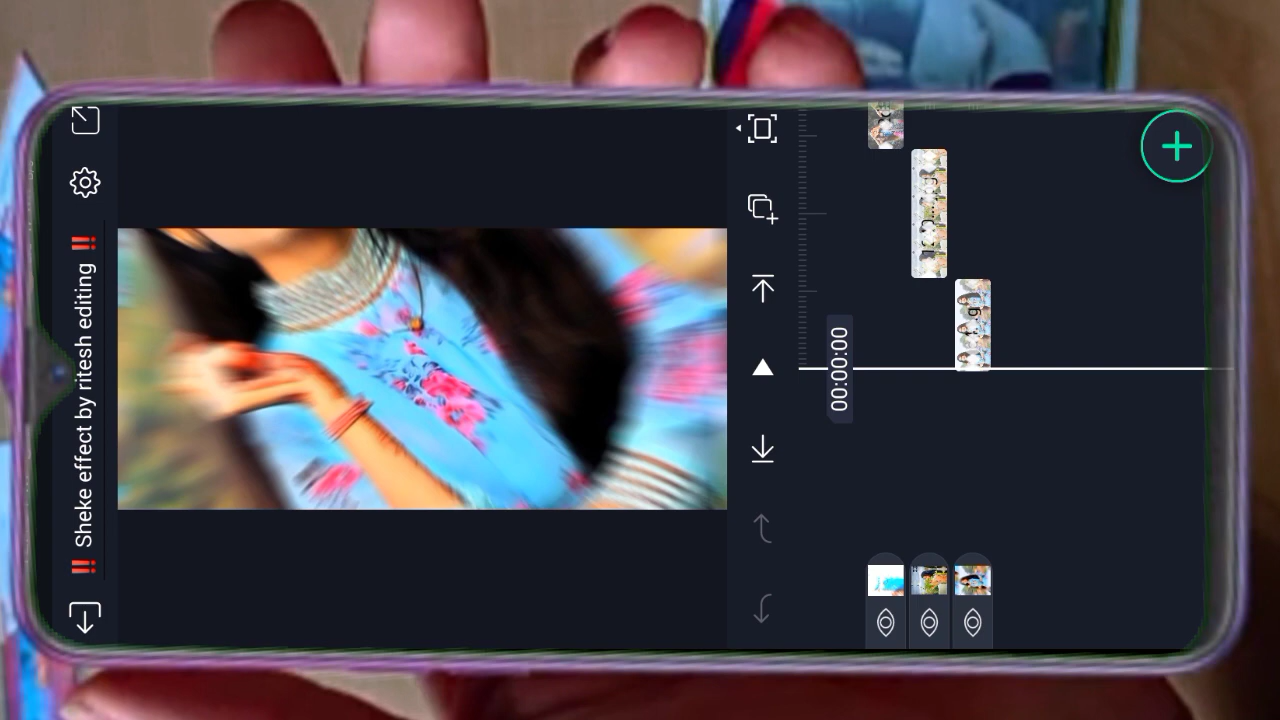 ‼️ Sheke effect by ritesh editing ‼️
00:00:00